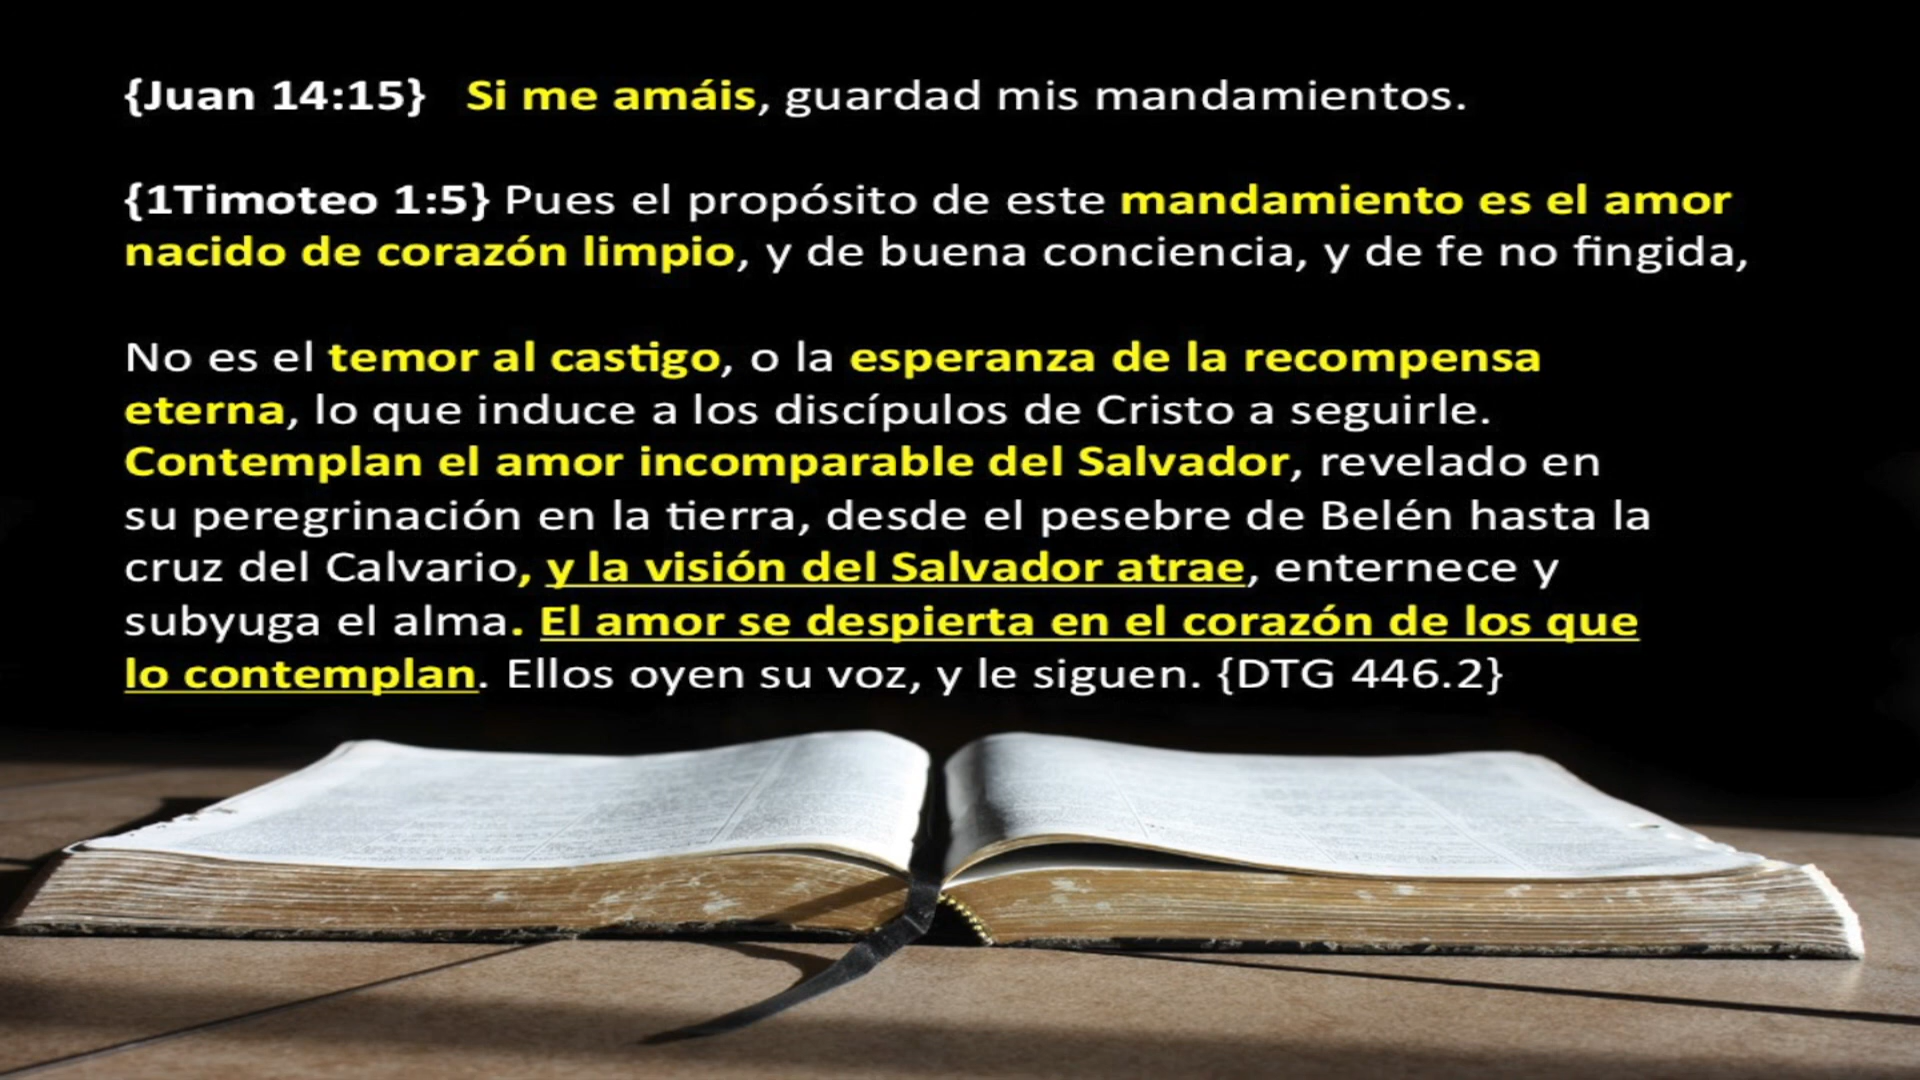 {Juan 14:15} Si me amáis, guardad mis mandamientos.
{1Timoteo 1:5} Pues el propósito de este mandamiento es el amor
nacido de corazón limpio, y de buena conciencia, y de fe no fingida,
No es el temor al castigo, o la esperanza de la recompensa
eterna, lo que induce a los discípulos de Cristo a seguirle.
Contemplan el amor incomparable del Salvador, revelado en
su peregrinación en la tierra, desde el pesebre de Belén hasta la
cruz del Calvario, y la visión del Salvador atrae, enternece y
subyuga el alma. El amor se despierta en el corazón de los que
lo contemplan. Ellos oyen su voz, y le siguen. {DTG 446.2}